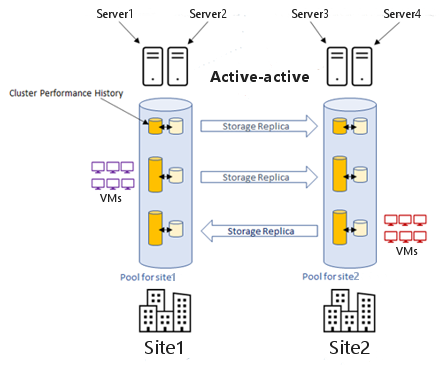 Server1
Server2
Server3
Server4
Active-active
Cluster Performance History
Storage Replica
VMs
Storage Replica
Storage Replica
VMs
Pool for site1
Pool for site2
Site1
Site2